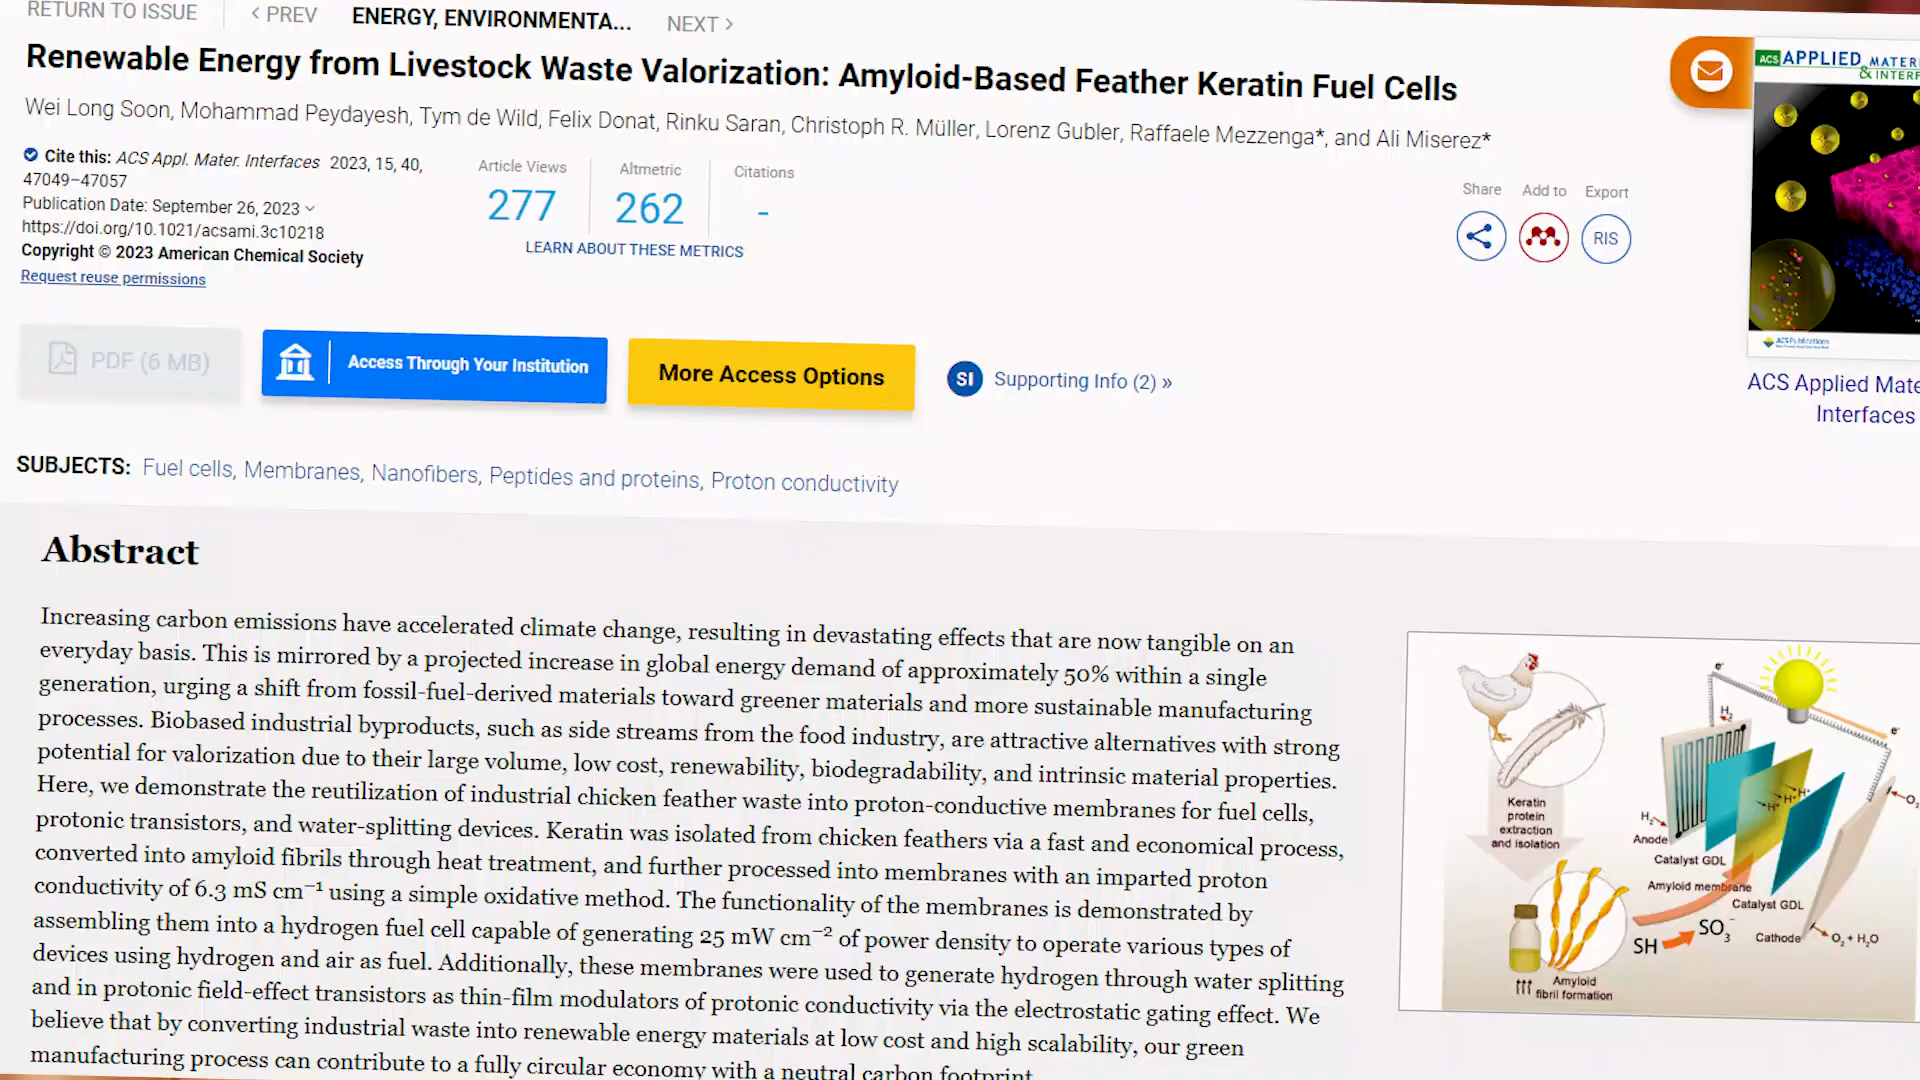 RETURN TO ISSUE
< PREV
ENERGY, ENVIRONMENTA...
NEXT >
Renewable Energy from Livestock Waste Valorization: Amyloid-Based Feather Keratin Fuel Cells
Wei Long Soon, Mohammad Peydayesh, Tym de Wild, Felix Donat, Rinku Saran, Christoph R. Müller, Lorenz Gubler, Raffaele Mezzenga*, and Ali Miserez*
Cite this: ACS Appl. Mater. Interfaces 2023, 15, 40,
47049–47057
Publication Date: September 26, 2023
https://doi.org/10.1021/acsami.3c10218
Copyright © 2023 American Chemical Society
Request reuse permissions
Article Views
277
Altmetric
262
Citations
-
LEARN ABOUT THESE METRICS
Share
Add to
Export
RIS
PDF (6 MB)
Access Through Your Institution
More Access Options
SI
Supporting Info (2) »
ACS APPLIED MATER
& INTERF
ACS Publications
ACS Applied Mate
Interfaces
SUBJECTS: Fuel cells, Membranes, Nanofibers, Peptides and proteins, Proton conductivity
Abstract
Increasing carbon emissions have accelerated climate change, resulting in devastating effects that are now tangible on an
everyday basis. This is mirrored by a projected increase in global energy demand of approximately 50% within a single
generation, urging a shift from fossil-fuel-derived materials toward greener materials and more sustainable manufacturing
processes. Biobased industrial byproducts, such as side streams from the food industry, are attractive alternatives with strong
potential for valorization due to their large volume, low cost, renewability, biodegradability, and intrinsic material properties.
Here, we demonstrate the reutilization of industrial chicken feather waste into proton-conductive membranes for fuel cells,
protonic transistors, and water-splitting devices. Keratin was isolated from chicken feathers via a fast and economical process,
converted into amyloid fibrils through heat treatment, and further processed into membranes with an imparted proton
conductivity of 6.3 mS cm⁻¹ using a simple oxidative method. The functionality of the membranes is demonstrated by
assembling them into a hydrogen fuel cell capable of generating 25 mW cm⁻² of power density to operate various types of
devices using hydrogen and air as fuel. Additionally, these membranes were used to generate hydrogen through water splitting
and in protonic field-effect transistors as thin-film modulators of protonic conductivity via the electrostatic gating effect. We
believe that by converting industrial waste into renewable energy materials at low cost and high scalability, our green
manufacturing process can contribute to a fully circular economy with a neutral carbon footprint.
Keratin
protein
extraction
and isolation
Amyloid
fibril formation
e⁻
H₂
e⁻
H⁺
H⁺
H⁺
O₂
H₂
Anode
Catalyst GDL
Amyloid membrane
Catalyst GDL
Cathode
O₂ + H₂O
SH
SO₃⁻